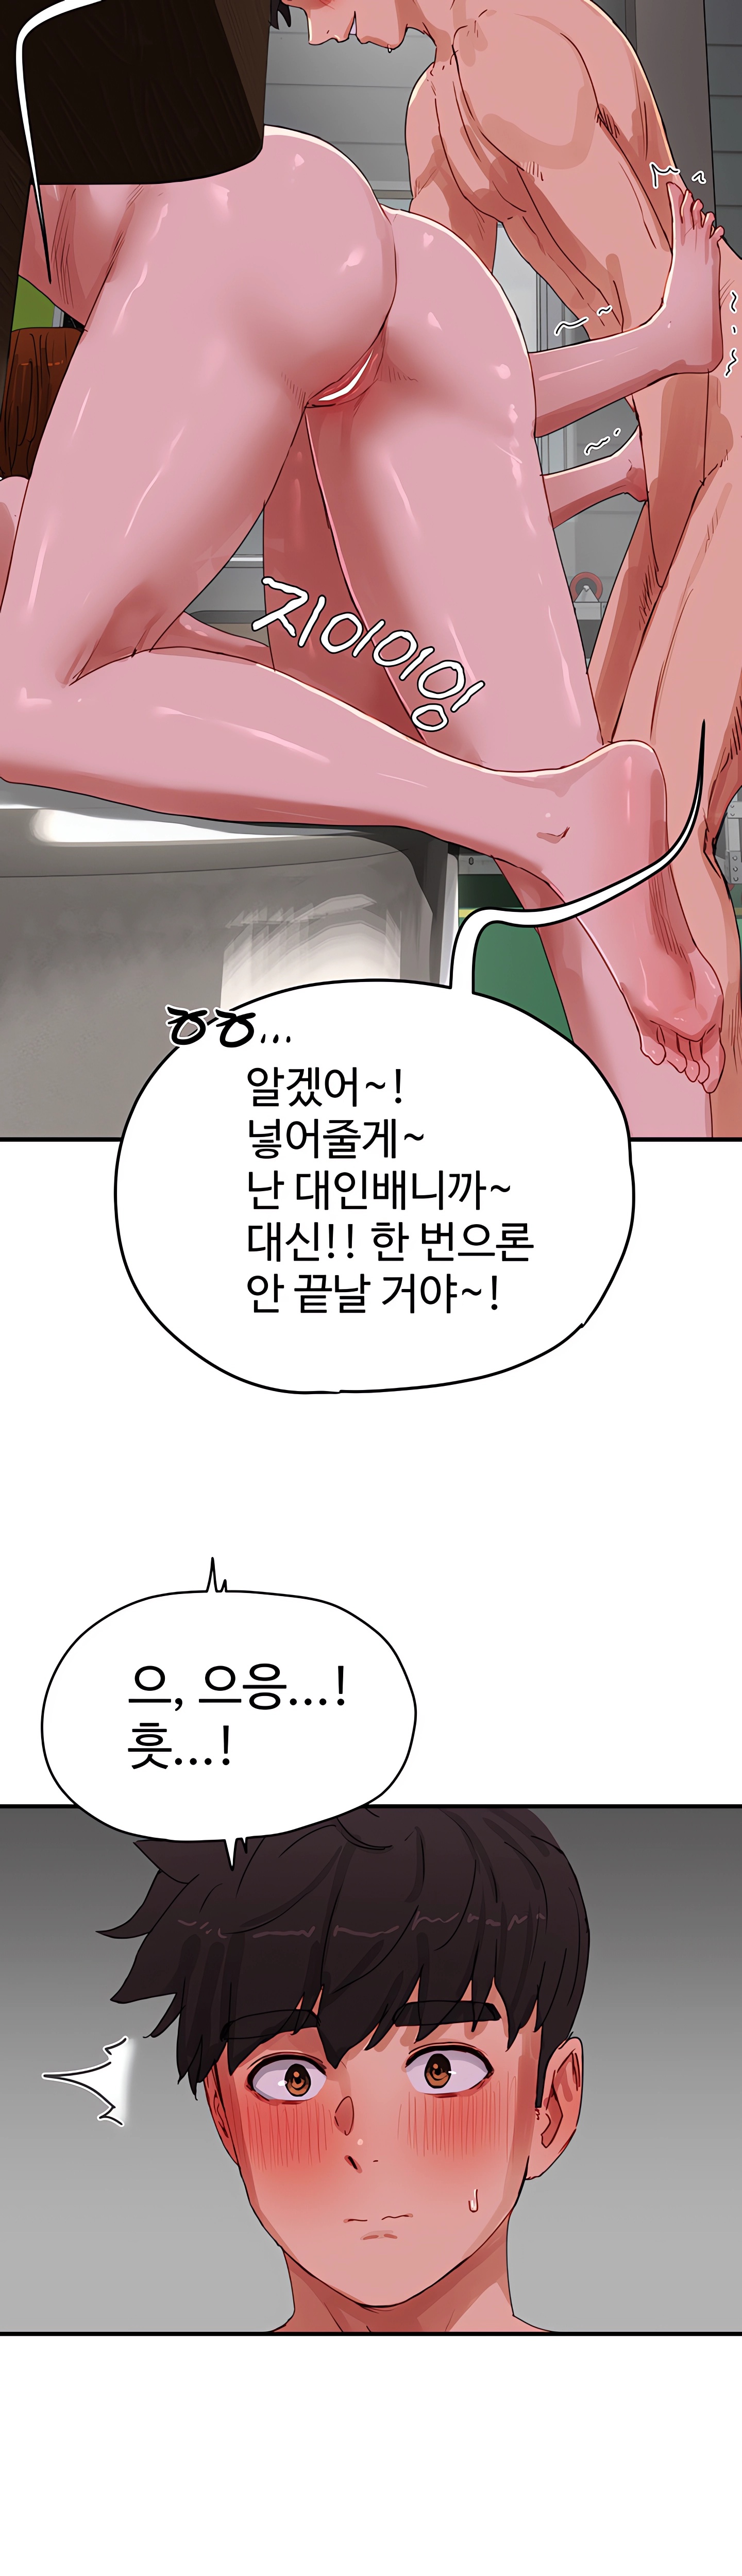 지이이잉
ㅎㅎ...
알겠어~!
넣어줄게~
난 대인배니까~
대신!! 한 번으론
안 끝날 거야~!
으, 으응...!
흣...!